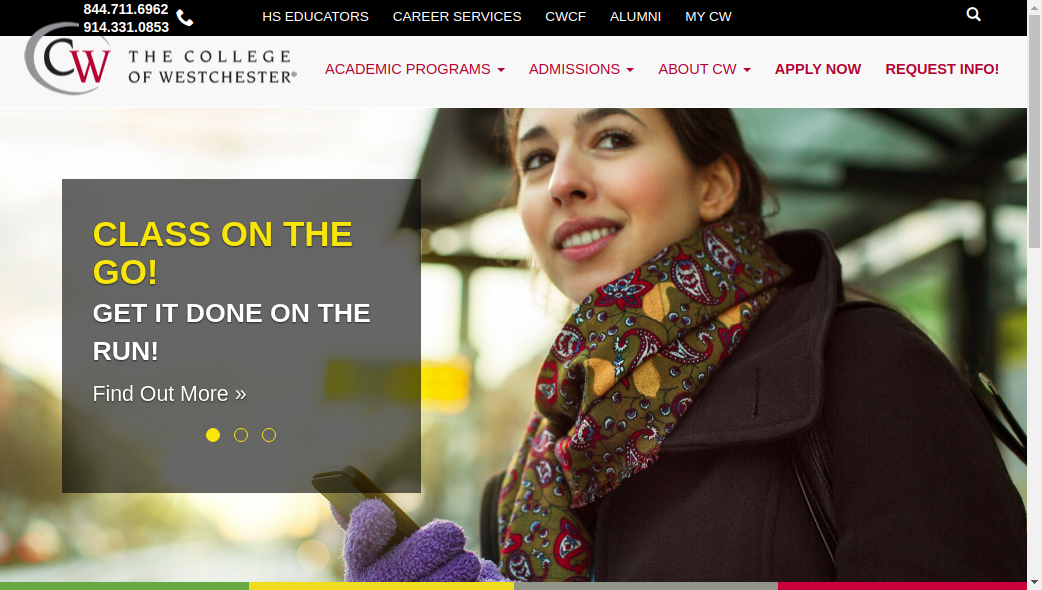 844.711.6962
914.331.0853
HS EDUCATORS CAREER SERVICES CWCF ALUMNI MY CW
CW THE COLLEGE
OF WESTCHESTER®
ACADEMIC PROGRAMS ADMISSIONS ABOUT CW APPLY NOW REQUEST INFO!
CLASS ON THE
GO!
GET IT DONE ON THE
RUN!
Find Out More »